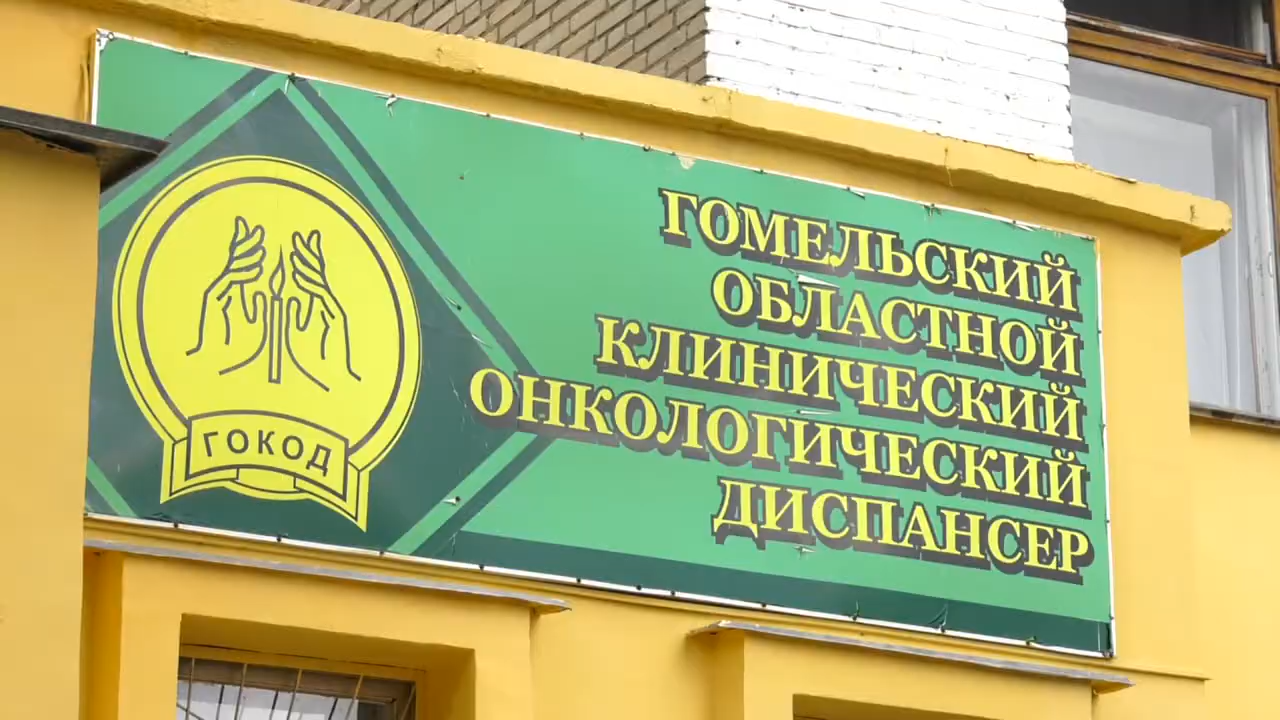 ГОМЕЛЬСКИЙ
ОБЛАСТНОЙ
КЛИНИЧЕСКИЙ
ОНКОЛОГИЧЕСКИЙ
ДИСПАНСЕР
ГОКОД